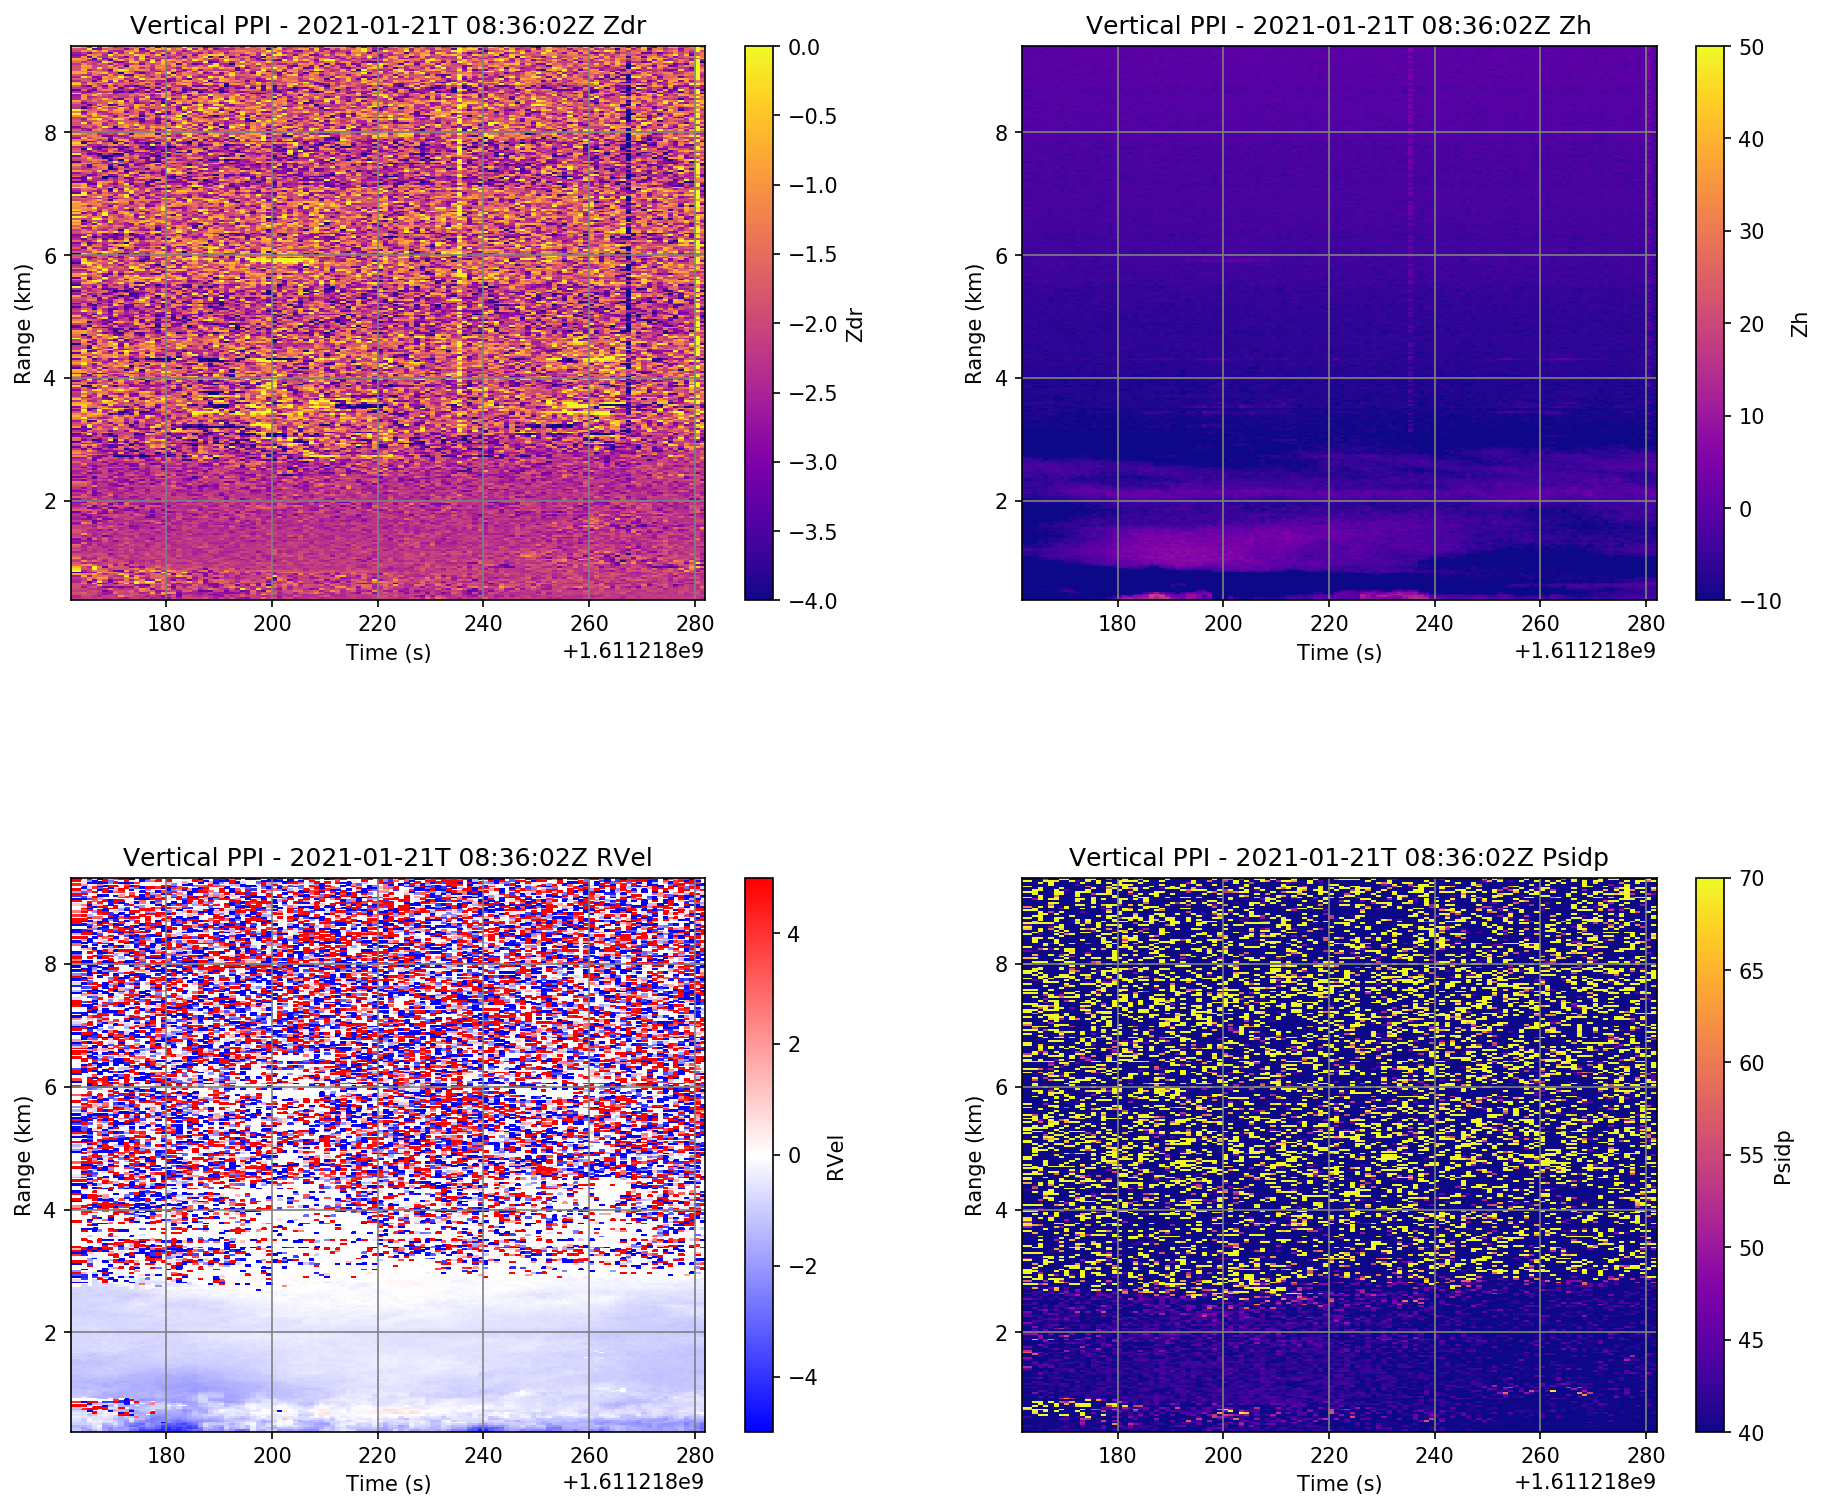 Vertical PPI - 2021-01-21T 08:36:02Z Zdr
Range (km)
8
6
4
2
180 200 220 240 260 280
Time (s)
+1.611218e9
0.0
−0.5
−1.0
−1.5
−2.0
−2.5
−3.0
−3.5
−4.0
Zdr
Vertical PPI - 2021-01-21T 08:36:02Z Zh
Range (km)
8
6
4
2
180 200 220 240 260 280
Time (s)
+1.611218e9
50
40
30
20
10
0
−10
Zh
Vertical PPI - 2021-01-21T 08:36:02Z RVel
Range (km)
8
6
4
2
180 200 220 240 260 280
Time (s)
+1.611218e9
4
2
0
−2
−4
RVel
Vertical PPI - 2021-01-21T 08:36:02Z Psidp
Range (km)
8
6
4
2
180 200 220 240 260 280
Time (s)
+1.611218e9
70
65
60
55
50
45
40
Psidp